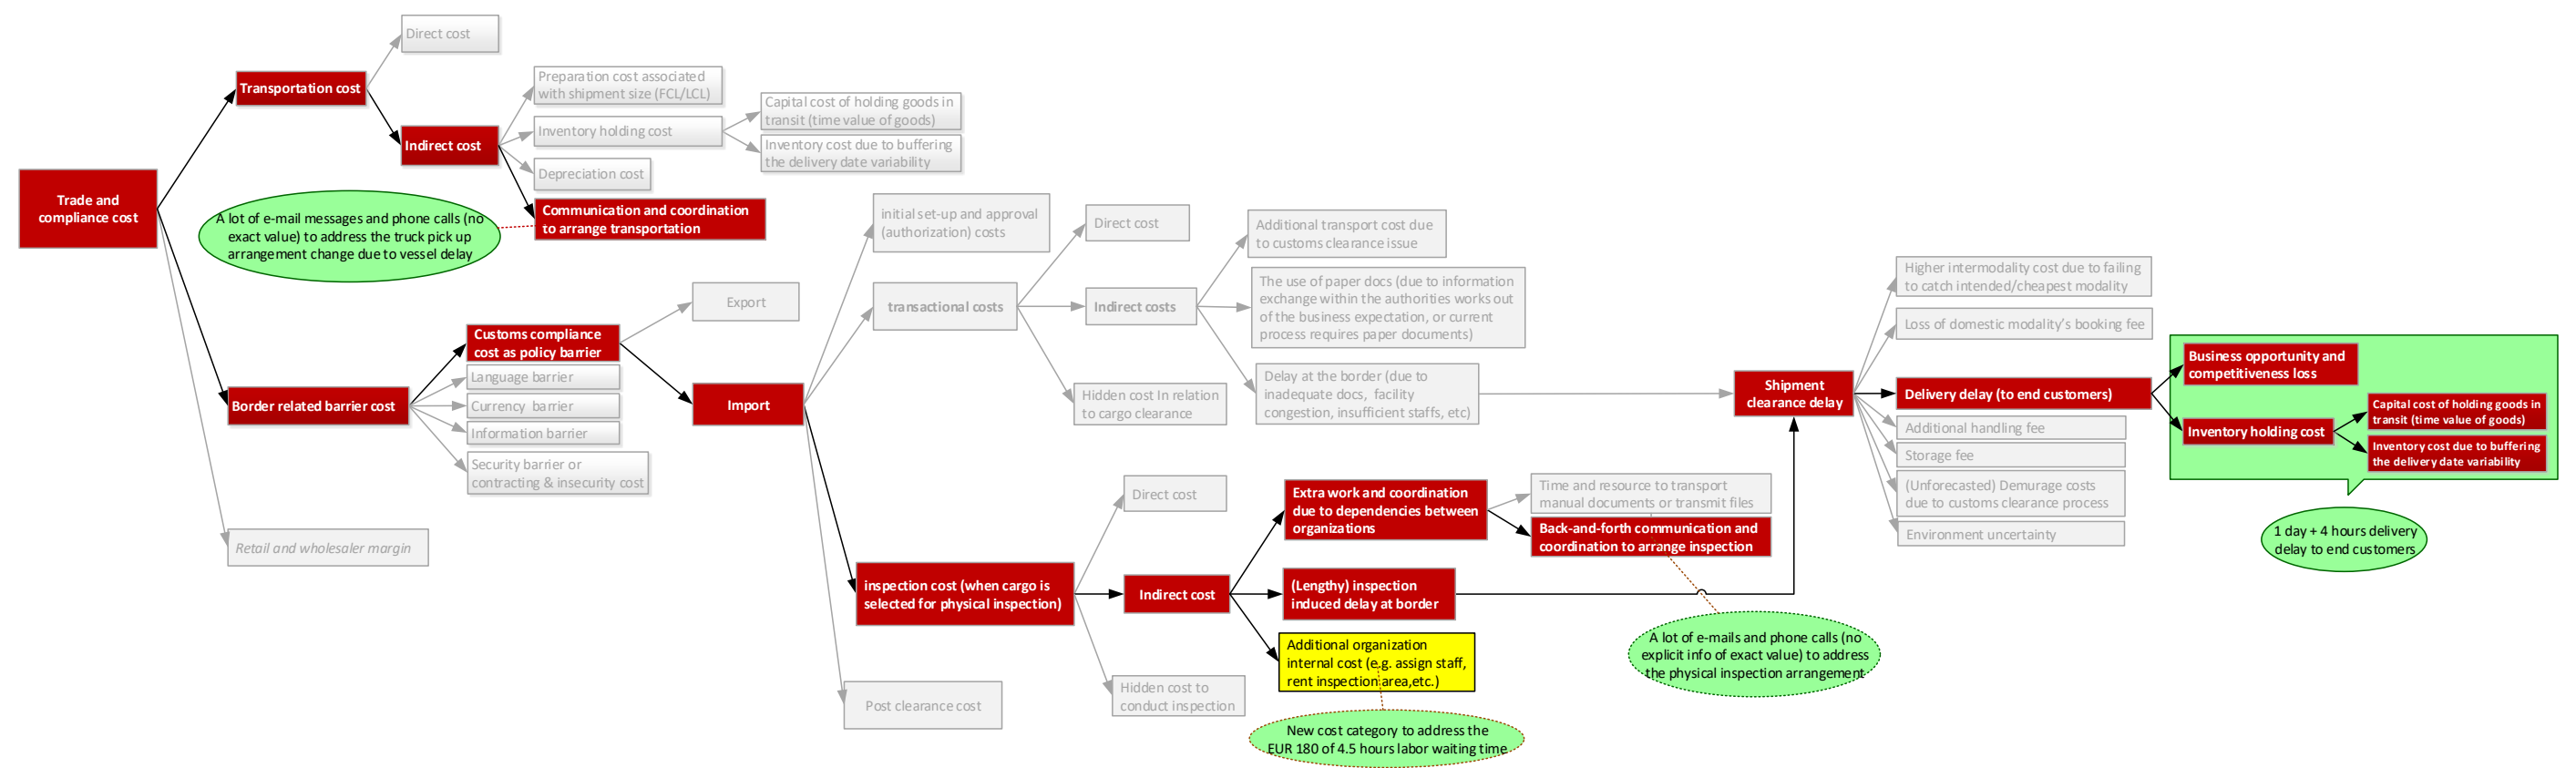 Direct cost
Transportation cost
Preparation cost associated
with shipment size (FCL/LCL)
Capital cost of holding goods in
transit (time value of goods)
Inventory holding cost
Indirect cost
Inventory cost due to buffering
the delivery date variability
Depreciation cost
Trade and
compliance cost
Communication and coordination
to arrange transportation
A lot of e-mail messages and phone calls (no
exact value) to address the truck pick up
arrangement change due to vessel delay
initial set-up and approval
(authorization) costs
Direct cost
Additional transport cost due
to customs clearance issue
Export
transactional costs
Indirect costs
The use of paper docs (due to information
exchange within the authorities works out
of the business expectation, or current
process requires paper documents)
Higher intermodality cost due to failing
to catch intended/cheapest modality
Loss of domestic modality's booking fee
Customs compliance
cost as policy barrier
Language barrier
Currency barrier
Information barrier
Security barrier or
contracting & insecurity cost
Border related barrier cost
Import
Hidden cost In relation
to cargo clearance
Delay at the border (due to
inadequate docs, facility
congestion, insufficient staffs, etc)
Shipment
clearance delay
Delivery delay (to end customers)
Business opportunity and
competitiveness loss
Inventory holding cost
Capital cost of holding goods in
transit (time value of goods)
Inventory cost due to buffering
the delivery date variability
Additional handling fee
Storage fee
(Unforecasted) Demurage costs
due to customs clearance process
Environment uncertainty
1 day + 4 hours delivery
delay to end customers
Retail and wholesaler margin
Direct cost
Extra work and coordination
due to dependencies between
organizations
Time and resource to transport
manual documents or transmit files
Back-and-forth communication and
coordination to arrange inspection
inspection cost (when cargo is
selected for physical inspection)
Indirect cost
(Lengthy) inspection
induced delay at border
Additional organization
internal cost (e.g. assign staff,
rent inspection area,etc.)
A lot of e-mails and phone calls (no
explicit info of exact value) to address
the physical inspection arrangement
Post clearance cost
Hidden cost to
conduct inspection
New cost category to address the
EUR 180 of 4.5 hours labor waiting time